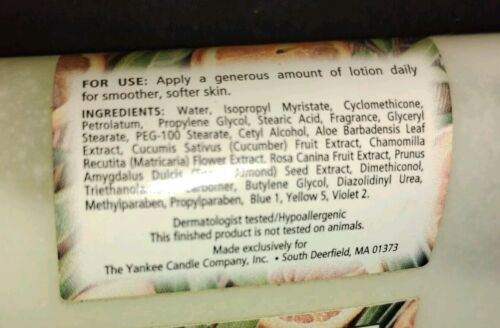 FOR USE: Apply a generous amount of lotion daily
for smoother, softer skin.
INGREDIENTS: Water, Isopropyl Myristate, Cyclomethicone,
Petrolatum, Propylene Glycol, Stearic Acid, Fragrance, Glyceryl
Stearate, PEG-100 Stearate, Cetyl Alcohol, Aloe Barbadensis Leaf
Extract, Cucumis Sativus (Cucumber) Fruit Extract, Chamomilla
Recutita (Matricaria) Flower Extract, Rosa Canina Fruit Extract, Prunus
Amygdalus Dulcis Almond) Seed Extract, Dimethiconol,
Butylene Glycol, Diazolidinyl Urea,
Methylparaben, Propylparaben, Blue 1, Yellow 5, Violet 2.
Dermatologist tested/Hypoallergenic
This finished product is not tested on animals.
Made exclusively for
The Yankee Candle Company, Inc. • South Deerfield, MA 01373